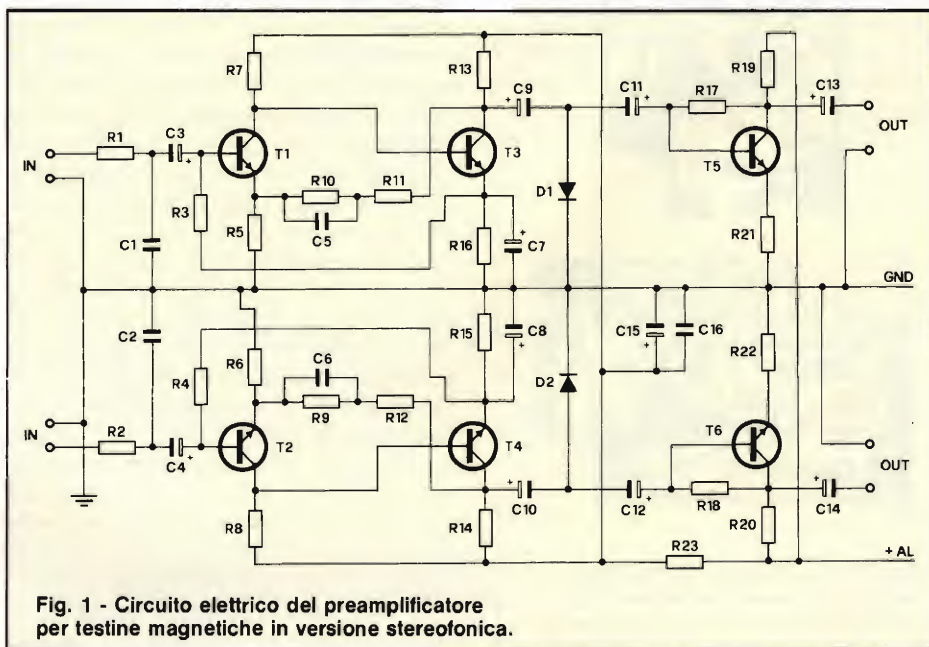 R7
R13
R19
C9
C11
R17
C13
OUT
R1
C3
IN
T1
T3
T5
R10
R11
D1
R3
R5
C5
R16
C7
R21
C1
GND
R15
C8
C15
C16
R22
C2
R6
C6
R4
R9
R12
D2
T6
IN
R2
C4
T2
T4
OUT
C10
C12
R18
C14
R8
R14
R23
R20
+ AL
Fig. 1 - Circuito elettrico del preamplificatore
per testine magnetiche in versione stereofonica.